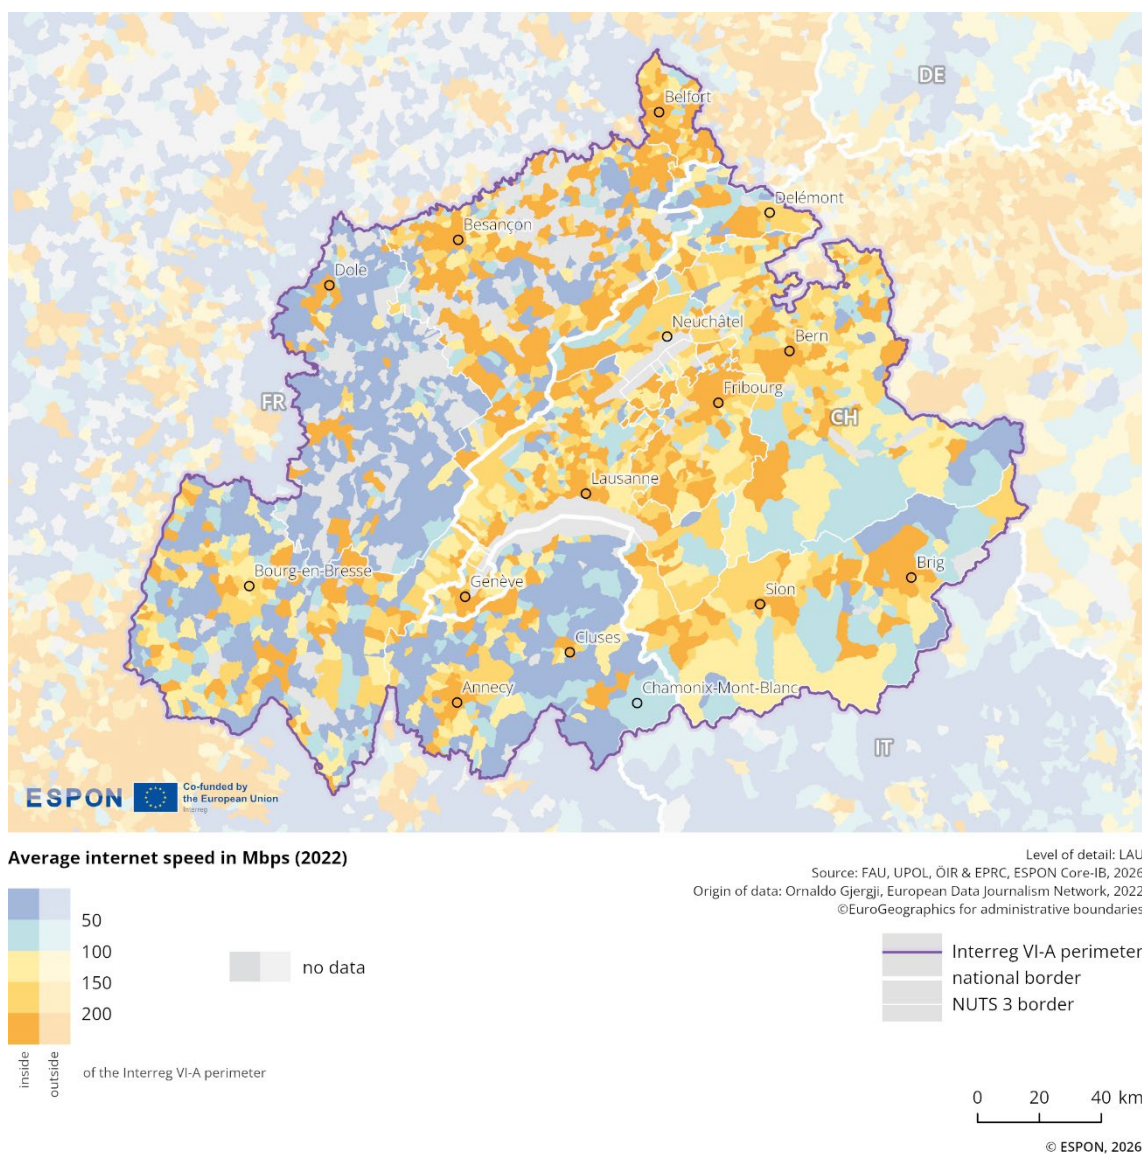 DE
Belfort
Delémont
Besançon
Dole
Neuchâtel
Bern
FR
Fribourg
CH
Lausanne
Bourg-en-Bresse
Genève
Brig
Sion
Cluses
Annecy
Chamonix-Mont-Blanc
IT
ESPON
Co-funded by
the European Union
Interreg
Average internet speed in Mbps (2022)
50
100
150
200
inside
outside
of the Interreg VI-A perimeter
no data
Level of detail: LAU
Source: FAU, UPOL, ÖIR & EPRC, ESPON Core-IB, 2026
Origin of data: Ornaldo Gjergji, European Data Journalism Network, 2022
©EuroGeographics for administrative boundaries
Interreg VI-A perimeter
national border
NUTS 3 border
0 20 40 km
© ESPON, 2026